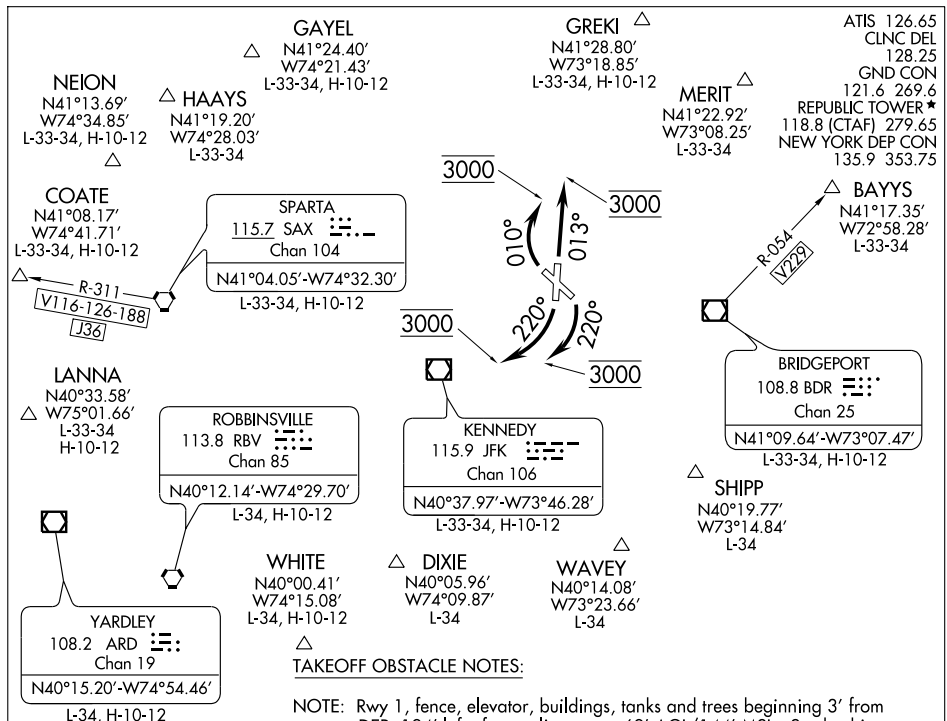 GAYEL
N41°24.40′
W74°21.43′
L-33-34, H-10-12
GREKI
N41°28.80′
W73°18.85′
L-33-34, H-10-12
ATIS 126.65
CLNC DEL
128.25
GND CON
121.6 269.6
REPUBLIC TOWER★
118.8 (CTAF) 279.65
NEW YORK DEP CON
135.9 353.75
NEION
N41°13.69′
W74°34.85′
L-33-34, H-10-12
HAAYS
N41°19.20′
W74°28.03′
L-33-34
MERIT
N41°22.92′
W73°08.25′
L-33-34
COATE
N41°08.17′
W74°41.71′
L-33-34, H-10-12
R-311
V116-126-188
J36
SPARTA
115.7 SAX
Chan 104
N41°04.05′-W74°32.30′
L-33-34, H-10-12
3000
3000
010°
013°
220°
220°
3000
3000
BAYYS
N41°17.35′
W72°58.28′
L-33-34
R-054
V229
BRIDGEPORT
108.8 BDR
Chan 25
N41°09.64′-W73°07.47′
L-33-34, H-10-12
LANNA
N40°33.58′
W75°01.66′
L-33-34
H-10-12
ROBBINSVILLE
113.8 RBV
Chan 85
N40°12.14′-W74°29.70′
L-34, H-10-12
KENNEDY
115.9 JFK
Chan 106
N40°37.97′-W73°46.28′
L-33-34, H-10-12
SHIPP
N40°19.77′
W73°14.84′
L-34
YARDLEY
108.2 ARD
Chan 19
N40°15.20′-W74°54.46′
L-34, H-10-12
WHITE
N40°00.41′
W74°15.08′
L-34, H-10-12
DIXIE
N40°05.96′
W74°09.87′
L-34
WAVEY
N40°14.08′
W73°23.66′
L-34
TAKEOFF OBSTACLE NOTES:
NOTE: Rwy 1, fence, elevator, buildings, tanks and trees beginning 3′ from